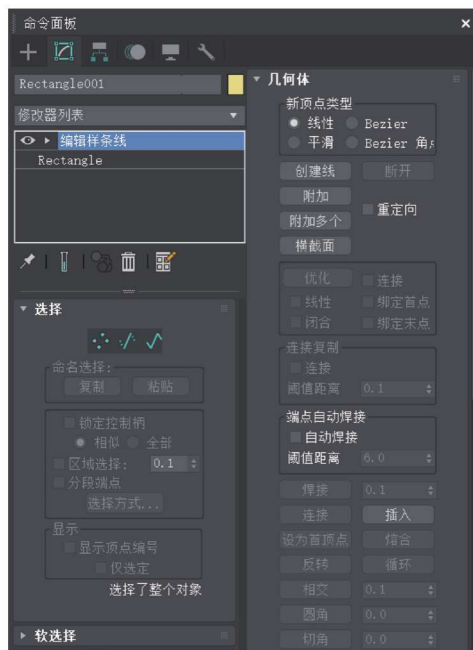 命令面板
Rectangle001
修改器列表
编辑样条线
Rectangle
选择
命名选择:
复制 粘贴
锁定控制柄
相似 全部
区域选择: 0.1
分段端点
选择方式...
显示
显示顶点编号
仅选定
选择了整个对象
软选择
几何体
新顶点类型
线性 Bezier
平滑 Bezier 角
创建线 断开
附加
附加多个 重定向
横截面
优化 连接
线性 绑定首点
闭合 绑定末点
连接复制
连接
阈值距离 0.1
端点自动焊接
自动焊接
阈值距离 6.0
焊接 0.1
连接 插入
设为首顶点 熔合
反转 循环
相交 0.1
圆角 0.0
切角 0.0